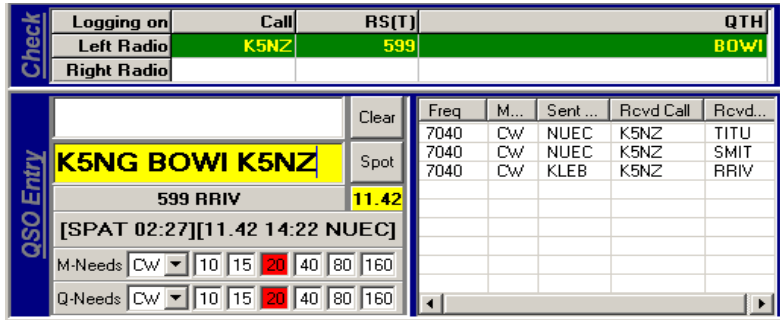 Check
Logging on Call RS(T) QTH
Left Radio K5NZ 599 BOWI
Right Radio
QSO Entry
Clear
K5NG BOWI K5NZ Spot
599 RRIV 11.42
[SPAT 02:27][11.42 14:22 NUEC]
M-Needs CW 10 15 20 40 80 160
Q-Needs CW 10 15 20 40 80 160
Freq M... Sent ... Rcvd Call Rcvd...
7040 CW NUEC K5NZ TITU
7040 CW NUEC K5NZ SMIT
7040 CW KLEB K5NZ RRIV